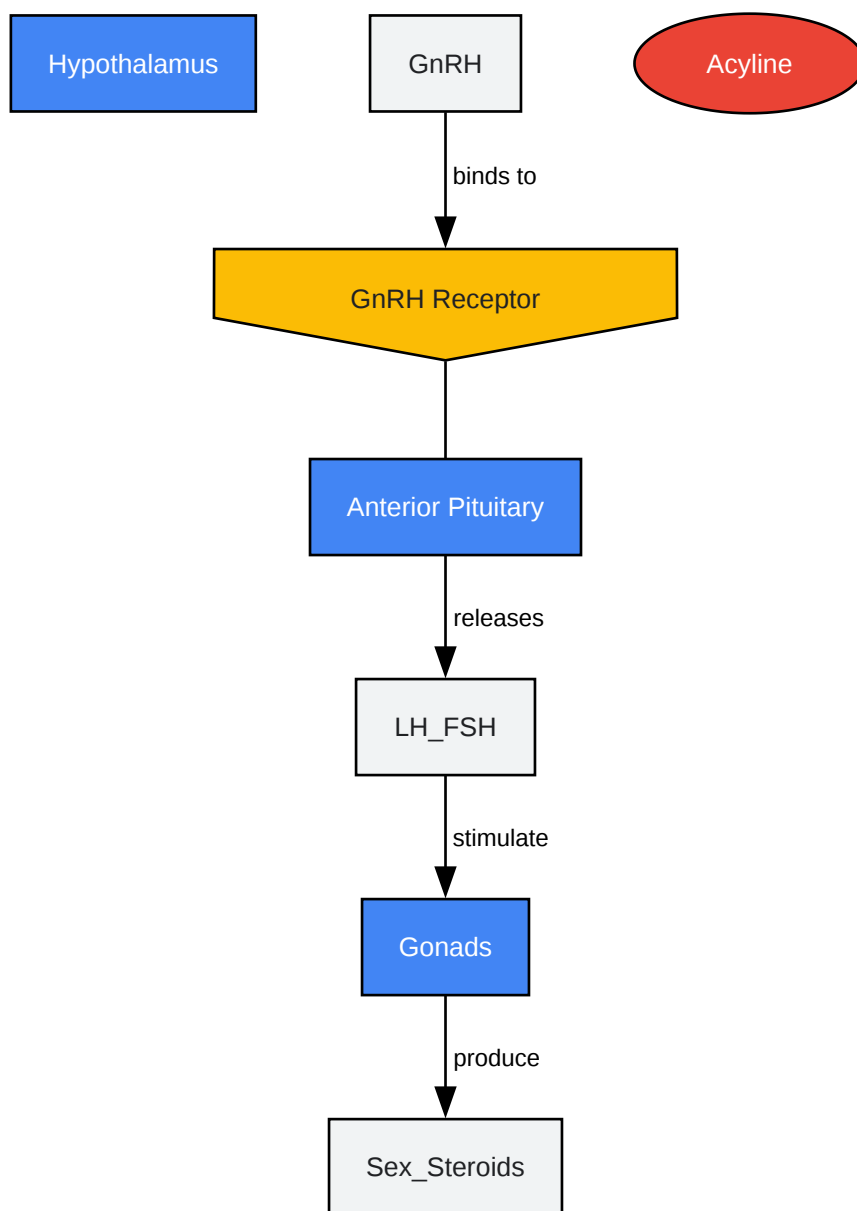 Hypothalamus
GnRH
Acyline
binds to
GnRH Receptor
Anterior Pituitary
releases
LH_FSH
stimulate
Gonads
produce
Sex_Steroids